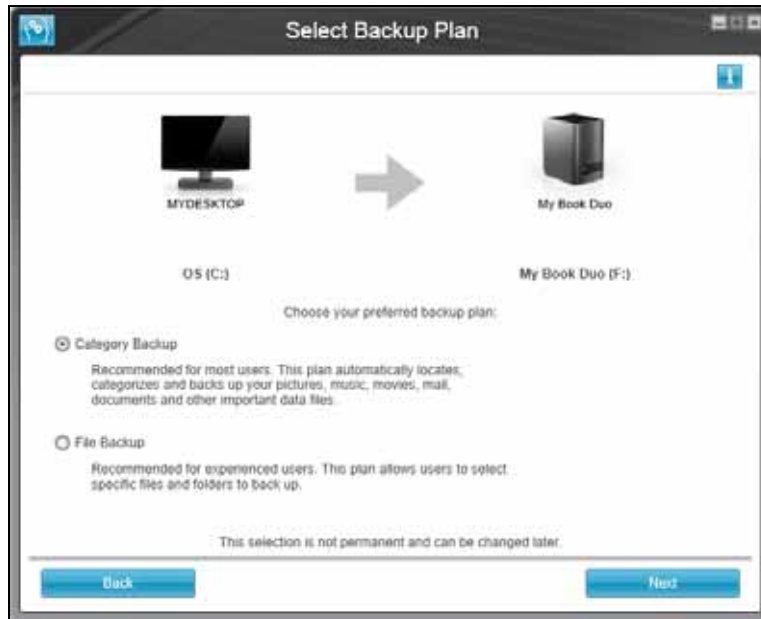 Select Backup Plan
MYDESKTOP
My Book Duo
OS (C:)
My Book Duo (F:)
Choose your preferred backup plan:
Category Backup
Recommended for most users. This plan automatically locates,
categorizes and backs up your pictures, music, movies, mail,
documents and other important data files.
File Backup
Recommended for experienced users. This plan allows users to select
specific files and folders to back up.
This selection is not permanent and can be changed later.
Back
Next